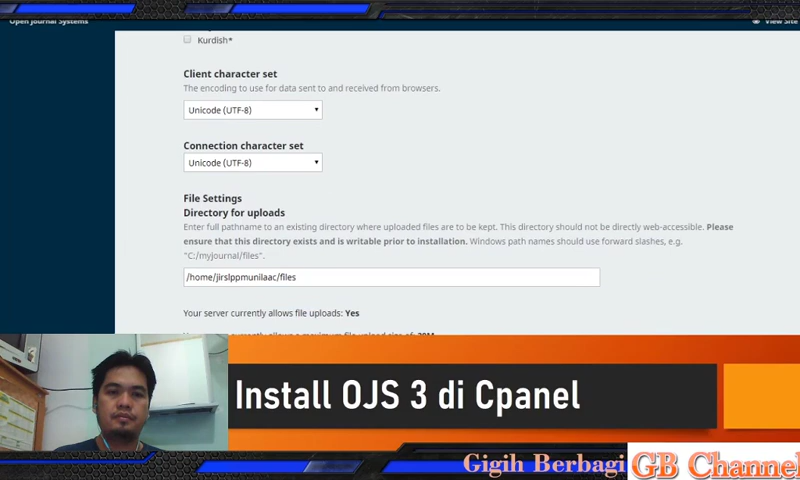 Open Journal Systems
View Site
Kurdish*
Client character set
The encoding to use for data sent to and received from browsers.
Unicode (UTF-8)
Connection character set
Unicode (UTF-8)
File Settings
Directory for uploads
Enter full pathname to an existing directory where uploaded files are to be kept. This directory should not be directly web-accessible. Please
ensure that this directory exists and is writable prior to installation. Windows path names should use forward slashes, e.g.
"C:/myjournal/files".
/home/jirslppmunilaac/files
Your server currently allows file uploads: Yes
Install OJS 3 di Cpanel
Gigih Berbagi
GB Channel